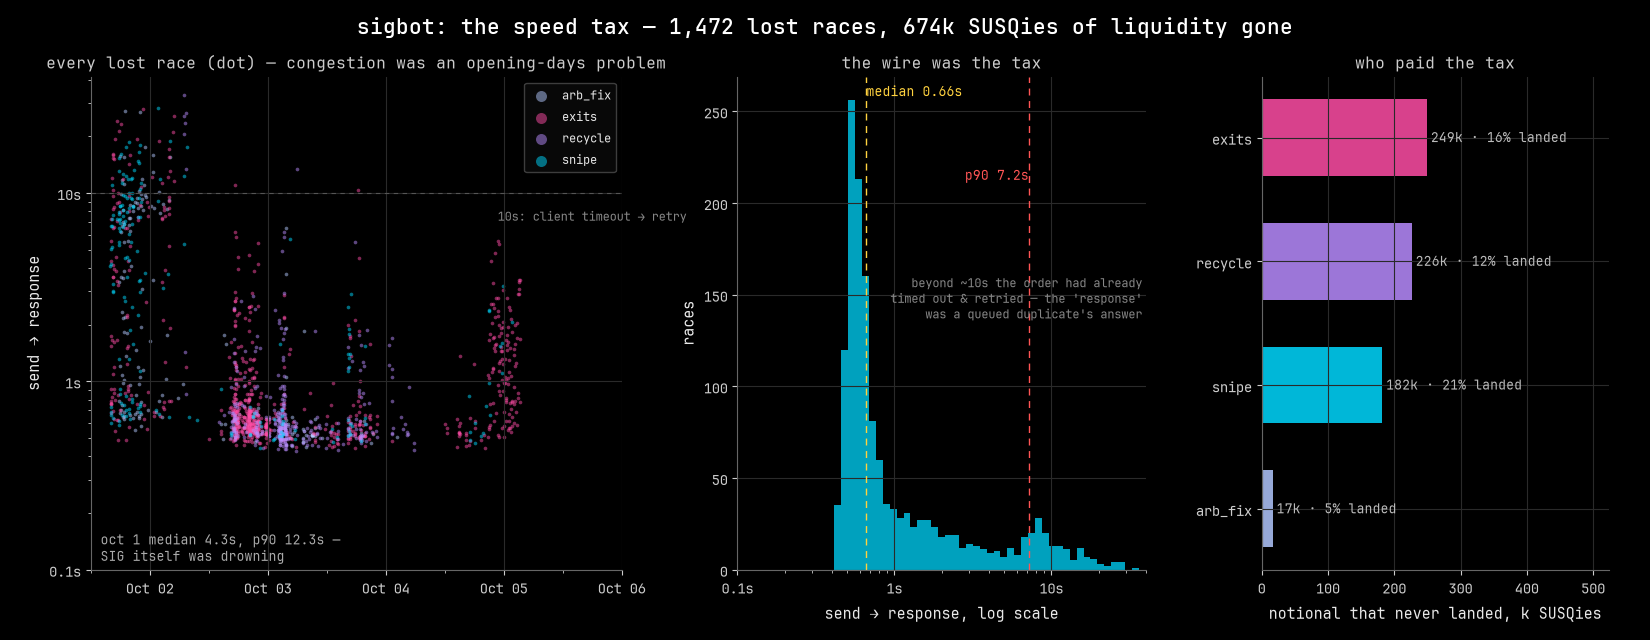 sigbot: the speed tax — 1,472 lost races, 674k SUSQies of liquidity gone
every lost race (dot) — congestion was an opening-days problem
arb_fix
exits
recycle
snipe
10s: client timeout → retry
oct 1 median 4.3s, p90 12.3s —
SIG itself was drowning
send → response
10s
1s
0.1s
Oct 02
Oct 03
Oct 04
Oct 05
Oct 06
the wire was the tax
median 0.66s
p90 7.2s
beyond ~10s the order had already
timed out & retried — the 'response'
was a queued duplicate's answer
races
250
200
150
100
50
0
0.1s
1s
10s
send → response, log scale
who paid the tax
exits
249k · 16% landed
recycle
226k · 12% landed
snipe
182k · 21% landed
arb_fix
17k · 5% landed
0
100
200
300
400
500
notional that never landed, k SUSQies